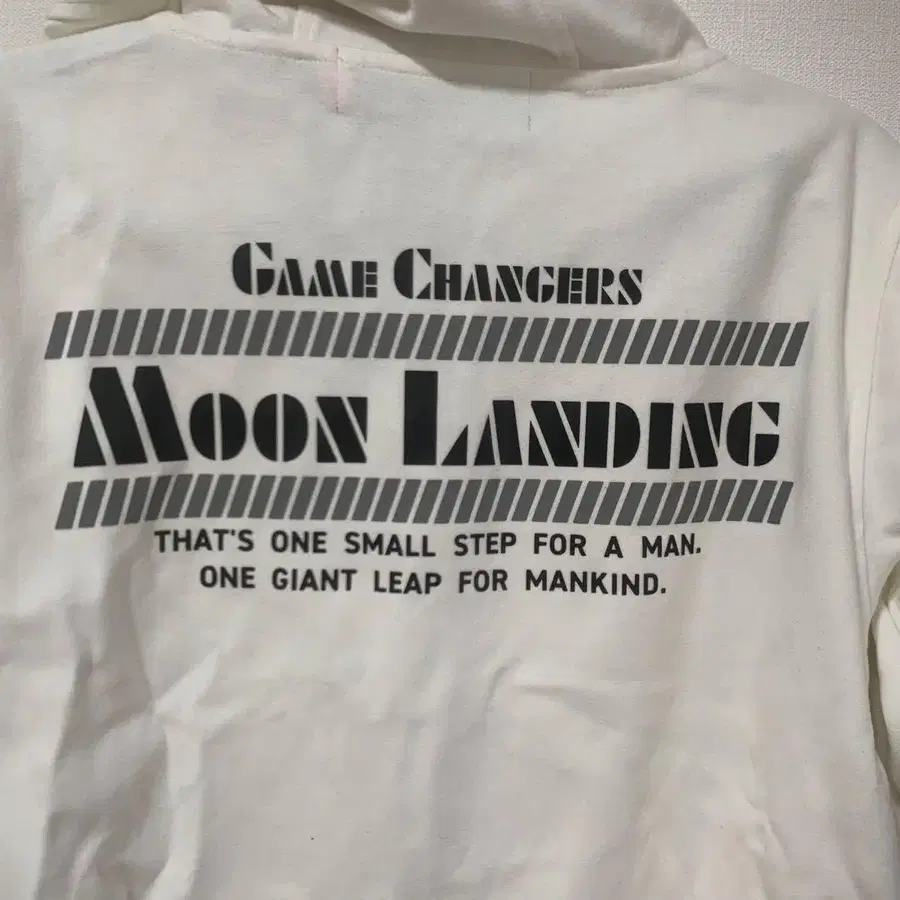 GAME CHANGERS
MOON LANDING
THAT'S ONE SMALL STEP FOR A MAN.
ONE GIANT LEAP FOR MANKIND.